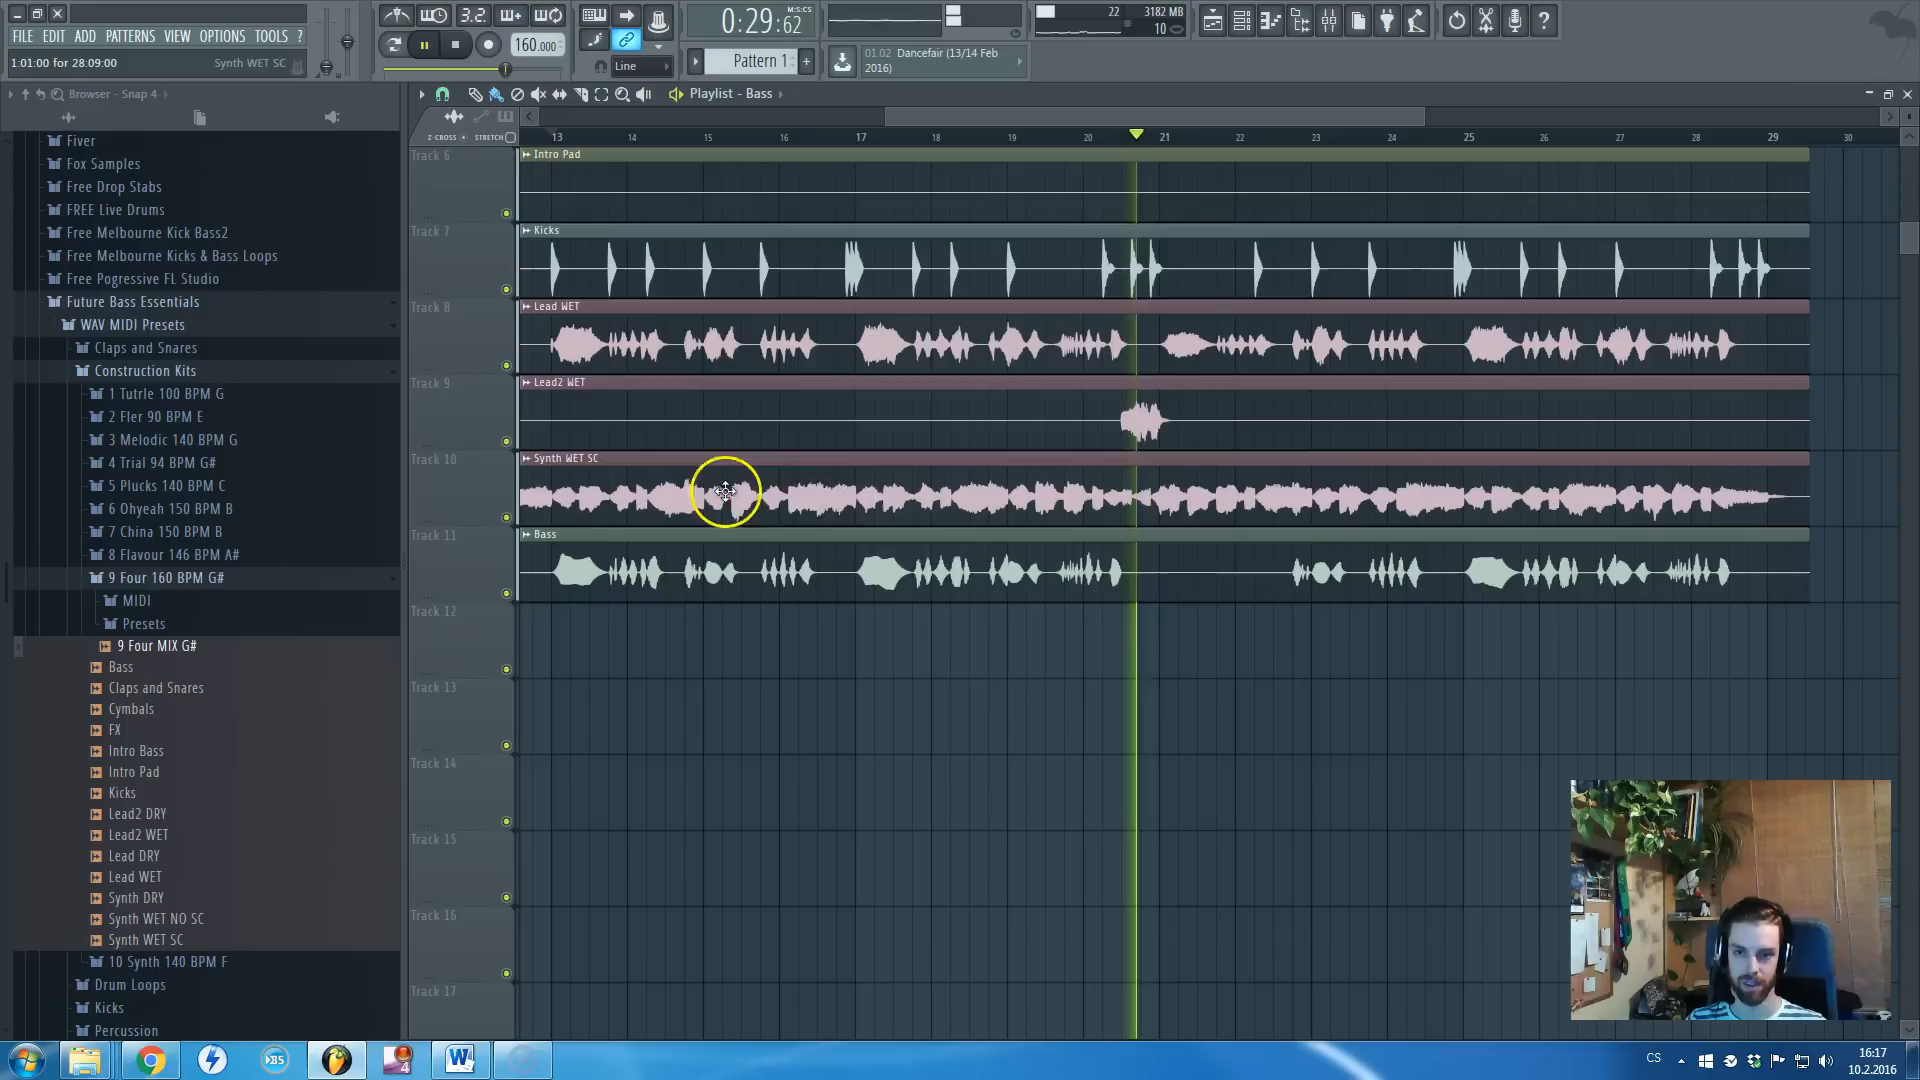 FILE EDIT ADD PATTERNS VIEW OPTIONS TOOLS ?
1:01:00 for 28:09:00
Synth WET SC
3.2.
160.000
Line
0:29:62
M:S:CS
Pattern 1
22
3182 MB
10
01.02 Dancefair (13/14 Feb
2016)
Browser - Snap 4
Playlist - Bass
Z-CROSS
STRETCH
13 14 15 16 17 18 19 20 21 22 23 24 25 26 27 28 29 30
Fiver
Fox Samples
Free Drop Stabs
FREE Live Drums
Free Melbourne Kick Bass2
Free Melbourne Kicks & Bass Loops
Free Pogressive FL Studio
Future Bass Essentials
WAV MIDI Presets
Claps and Snares
Construction Kits
1 Tutrle 100 BPM G
2 Fler 90 BPM E
3 Melodic 140 BPM G
4 Trial 94 BPM G#
5 Plucks 140 BPM C
6 Ohyeah 150 BPM B
7 China 150 BPM B
8 Flavour 146 BPM A#
9 Four 160 BPM G#
MIDI
Presets
9 Four MIX G#
Bass
Claps and Snares
Cymbals
FX
Intro Bass
Intro Pad
Kicks
Lead2 DRY
Lead2 WET
Lead DRY
Lead WET
Synth DRY
Synth WET NO SC
Synth WET SC
10 Synth 140 BPM F
Drum Loops
Kicks
Percussion
Track 6
Intro Pad
Track 7
Kicks
Track 8
Lead WET
Track 9
Lead2 WET
Track 10
Synth WET SC
Track 11
Bass
Track 12
Track 13
Track 14
Track 15
Track 16
Track 17
BS
4
W
CS
16:17
10.2.2016